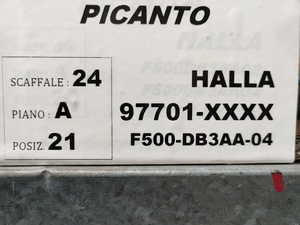 PICANTO
SCAFFALE: 24
PIANO: A
POSIZ. 21
HALLA
97701-XXXX
F500-DB3AA-04